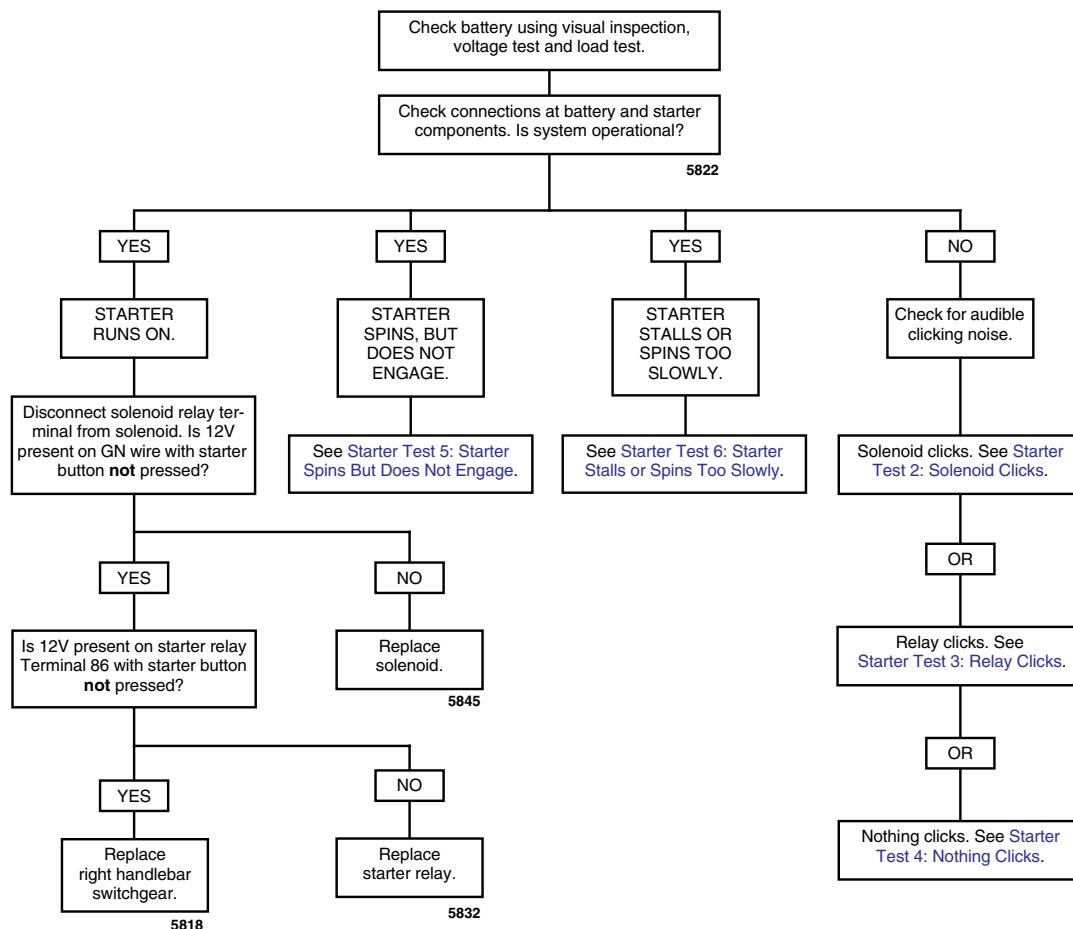 Check battery using visual inspection,
voltage test and load test.
Check connections at battery and starter
components. Is system operational?
5822
YES
STARTER
RUNS ON.
Disconnect solenoid relay ter-
minal from solenoid. Is 12V
present on GN wire with starter
button not pressed?
YES
Is 12V present on starter relay
Terminal 86 with starter button
not pressed?
YES
Replace
right handlebar
switchgear.
5818
NO
Replace
starter relay.
5832
NO
Replace
solenoid.
5845
YES
STARTER
SPINS, BUT
DOES NOT
ENGAGE.
See Starter Test 5: Starter
Spins But Does Not Engage.
YES
STARTER
STALLS OR
SPINS TOO
SLOWLY.
See Starter Test 6: Starter
Stalls or Spins Too Slowly.
NO
Check for audible
clicking noise.
Solenoid clicks. See Starter
Test 2: Solenoid Clicks.
OR
Relay clicks. See
Starter Test 3: Relay Clicks.
OR
Nothing clicks. See Starter
Test 4: Nothing Clicks.